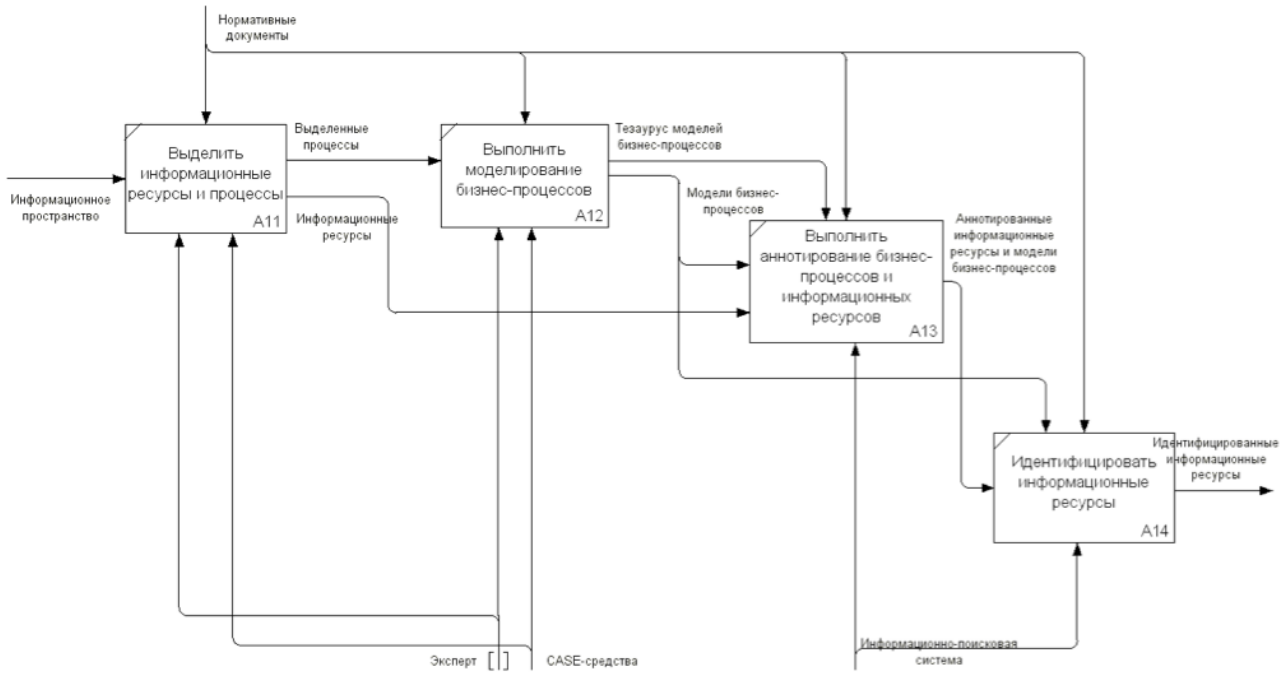 Нормативные
документы
Выделить
информационные
ресурсы и процессы
A11
Информационное
пространство
Выделенные
процессы
Информационные
ресурсы
Выполнить
моделирование
бизнес-процессов
A12
Тезаурус моделей
бизнес-процессов
Модели бизнес-
процессов
Выполнить
аннотирование бизнес-
процессов и
информационных
ресурсов
A13
Аннотированные
информационные
ресурсы и модели
бизнес-процессов
Идентифицировать
информационные
ресурсы
A14
Идентифицированные
информационные
ресурсы
Эксперт
CASE-средства
Информационно-поисковая
система